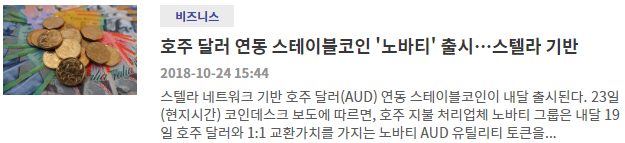 비즈니스
호주 달러 연동 스테이블코인 '노바티' 출시…스텔라 기반
2018-10-24 15:44
스텔라 네트워크 기반 호주 달러(AUD) 연동 스테이블코인이 내달 출시된다. 23일
(현지시간) 코인데스크 보도에 따르면, 호주 지불 처리업체 노바티 그룹은 내달 19
일 호주 달러와 1:1 교환가치를 가지는 노바티 AUD 유틸리티 토큰을...